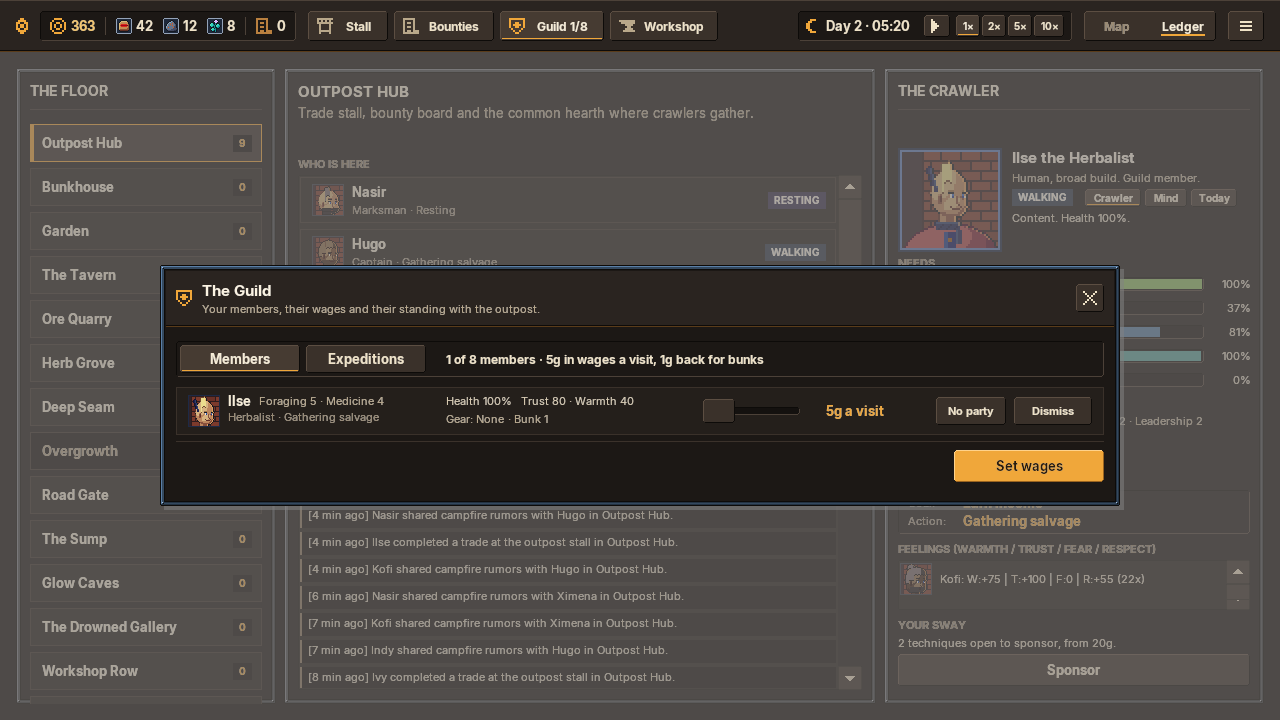 363
42
12
8
0
Stall
Bounties
Guild 1/8
Workshop
Day 2 · 05:20
1×
2×
5×
10×
Map
Ledger
THE FLOOR
Outpost Hub 9
Bunkhouse 0
Garden 0
The Tavern
Ore Quarry
Herb Grove
Deep Seam
Overgrowth
Road Gate
The Sump 0
Glow Caves 0
The Drowned Gallery 0
Workshop Row 0
OUTPOST HUB
Trade stall, bounty board and the common hearth where crawlers gather.
WHO IS HERE
Nasir
Marksman · Resting
RESTING
Hugo
Captain · Gathering salvage
WALKING
The Guild
Your members, their wages and their standing with the outpost.
Members
Expeditions
1 of 8 members · 5g in wages a visit, 1g back for bunks
Ilse Foraging 5 · Medicine 4
Herbalist · Gathering salvage
Health 100% Trust 80 · Warmth 40
Gear: None · Bunk 1
5g a visit
No party
Dismiss
Set wages
[4 min ago] Nasir shared campfire rumors with Hugo in Outpost Hub.
[4 min ago] Ilse completed a trade at the outpost stall in Outpost Hub.
[4 min ago] Kofi shared campfire rumors with Hugo in Outpost Hub.
[6 min ago] Nasir shared campfire rumors with Ximena in Outpost Hub.
[7 min ago] Kofi shared campfire rumors with Ximena in Outpost Hub.
[7 min ago] Indy shared campfire rumors with Hugo in Outpost Hub.
[8 min ago] Ivy completed a trade at the outpost stall in Outpost Hub.
THE CRAWLER
Ilse the Herbalist
Human, broad build. Guild member.
WALKING
Crawler
Mind
Today
Content. Health 100%.
NEEDS
100%
37%
81%
100%
0%
2 · Leadership 2
Action: Gathering salvage
FEELINGS (WARMTH / TRUST / FEAR / RESPECT)
Kofi: W:+75 | T:+100 | F:0 | R:+55 (22x)
YOUR SWAY
2 techniques open to sponsor, from 20g.
Sponsor